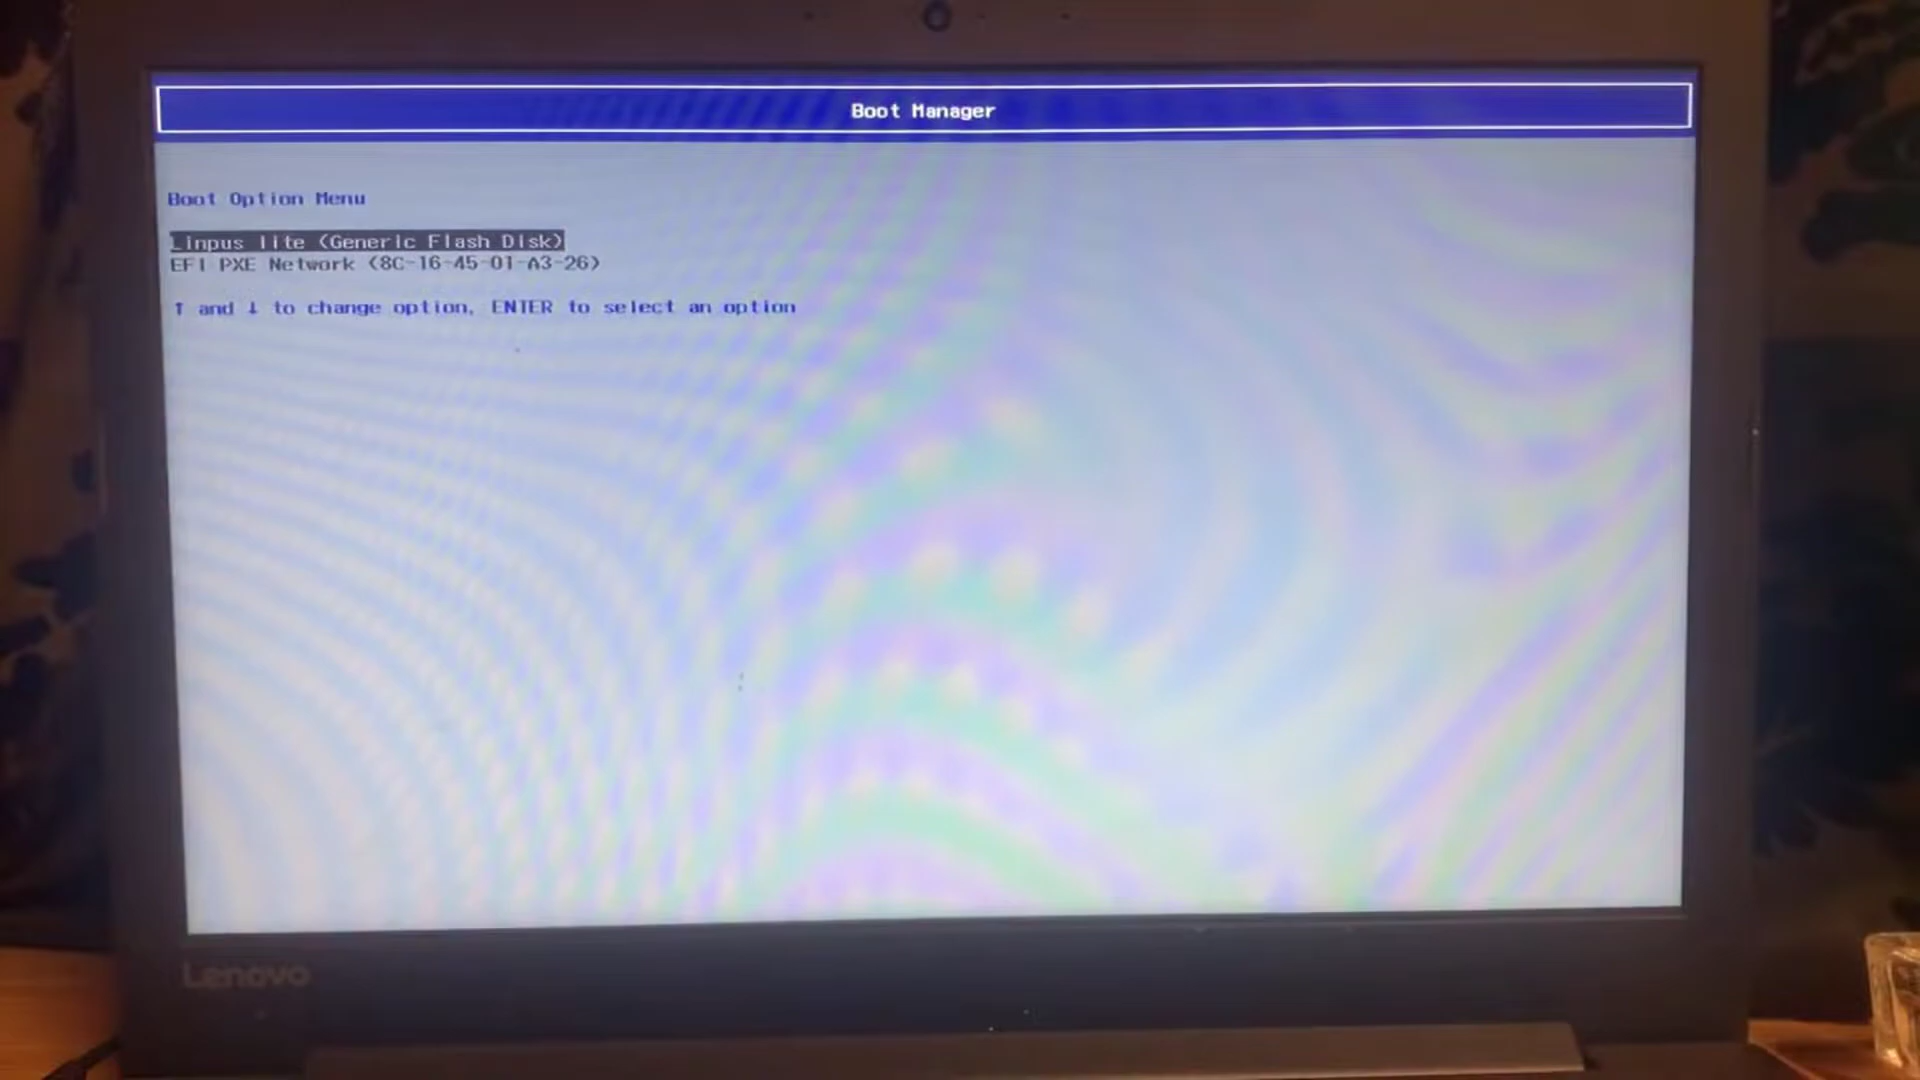 Boot Manager
Boot Option Menu
Linpus lite (Generic Flash Disk)
EFI PXE Network (8C-16-45-01-A3-26)
↑ and ↓ to change option, ENTER to select an option
Lenovo